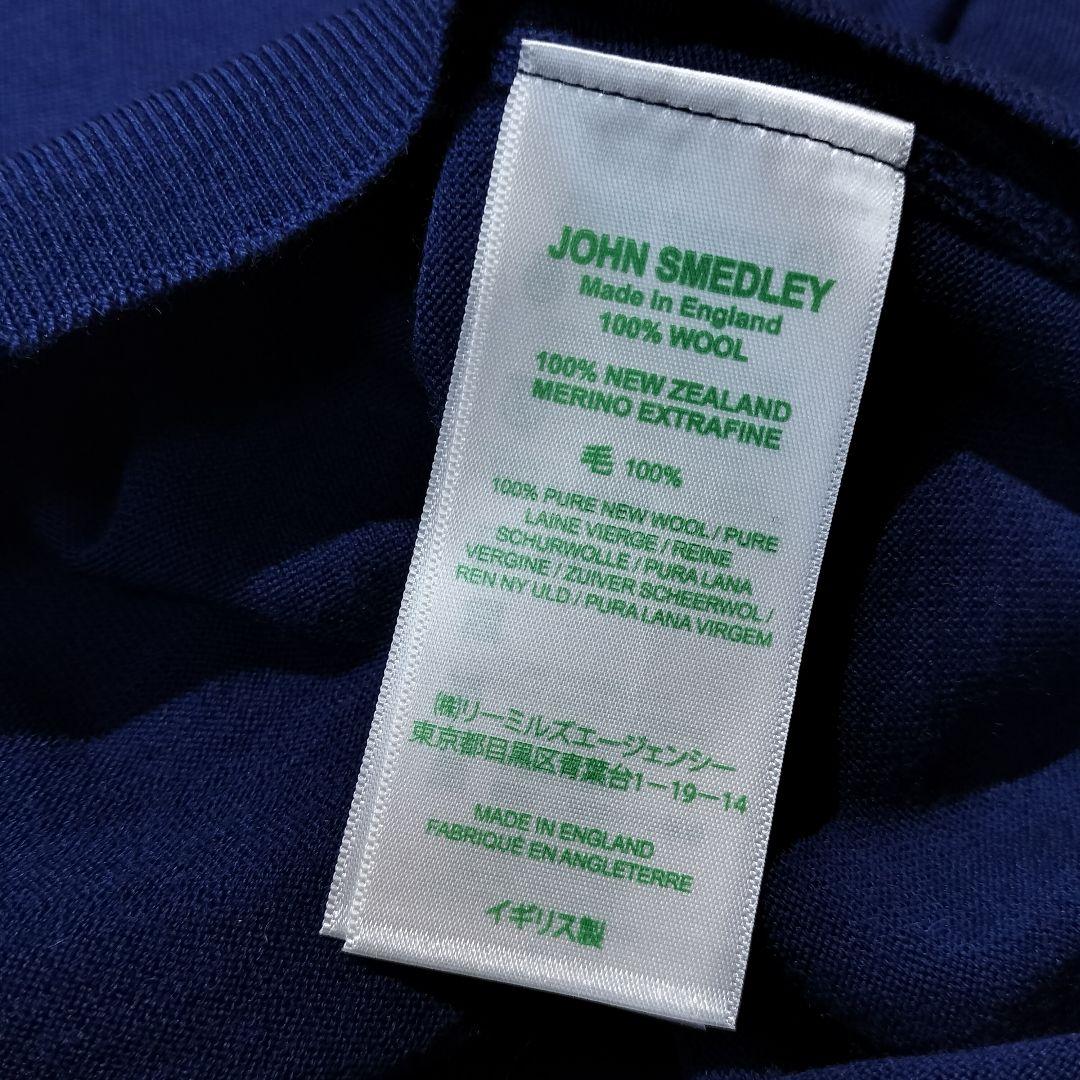 JOHN SMEDLEY
Made in England
100% WOOL
100% NEW ZEALAND
MERINO EXTRAFINE
毛 100%
100% PURE NEW WOOL / PURE
LAINE VIERGE / REINE
SCHURWOLLE / PURA LANA
VERGINE / ZUIVER SCHEERWOL /
REN NY ULD / PURA LANA VIRGEM
㈱リーミルズエージェンシー
東京都目黒区青葉台1-19-14
MADE IN ENGLAND
FABRIQUE EN ANGLETERRE
イギリス製